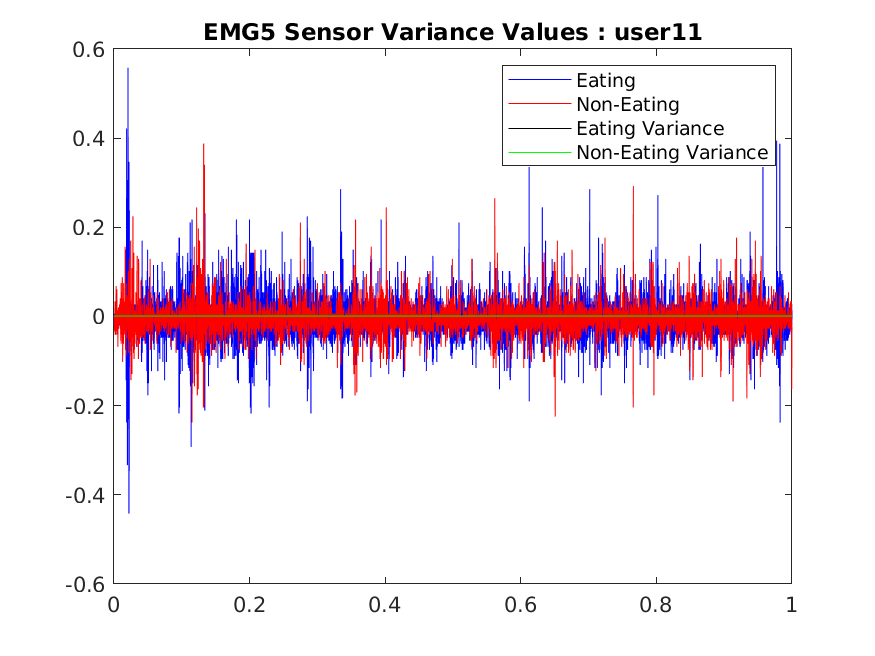 EMG5 Sensor Variance Values : user11
0.6
Eating
Non-Eating
0.4
Eating Variance
Non-Eating Variance
0.2
0
-0.2
-0.4
-0.6
0 0.2 0.4 0.6 0.8 1